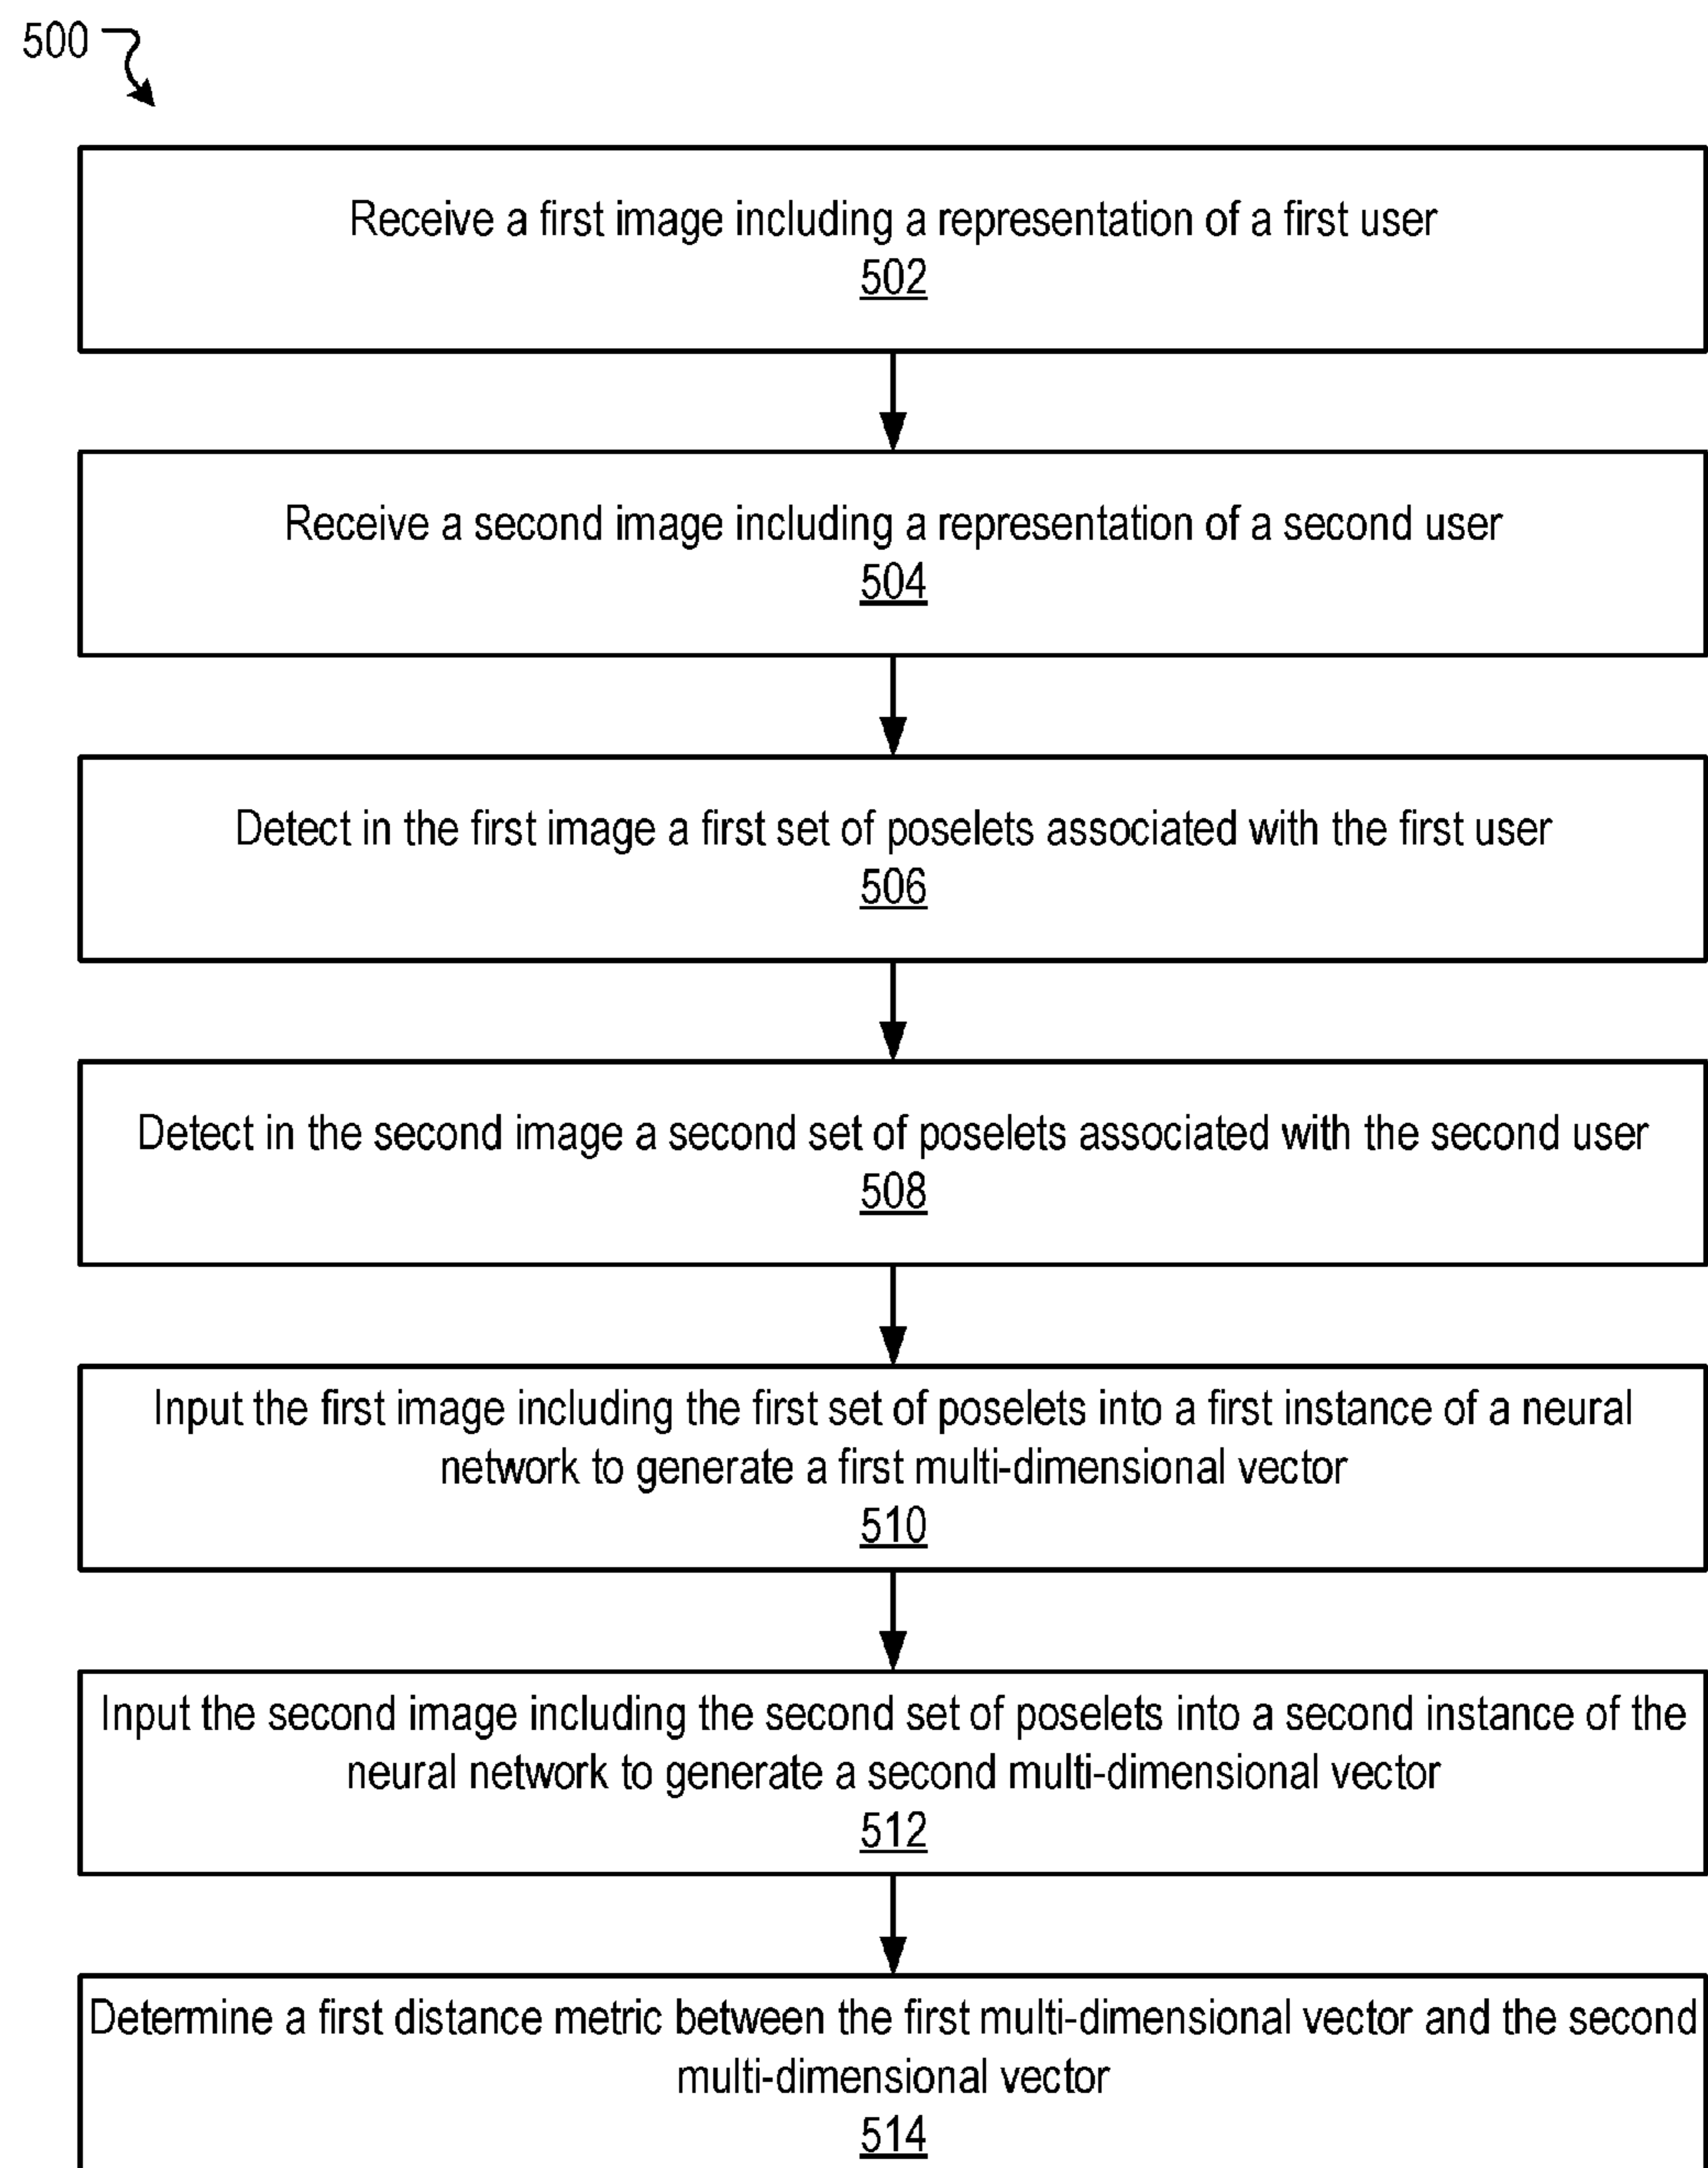 500
Receive a first image including a representation of a first user
502
Receive a second image including a representation of a second user
504
Detect in the first image a first set of poselets associated with the first user
506
Detect in the second image a second set of poselets associated with the second user
508
Input the first image including the first set of poselets into a first instance of a neural
network to generate a first multi-dimensional vector
510
Input the second image including the second set of poselets into a second instance of the
neural network to generate a second multi-dimensional vector
512
Determine a first distance metric between the first multi-dimensional vector and the second
multi-dimensional vector
514